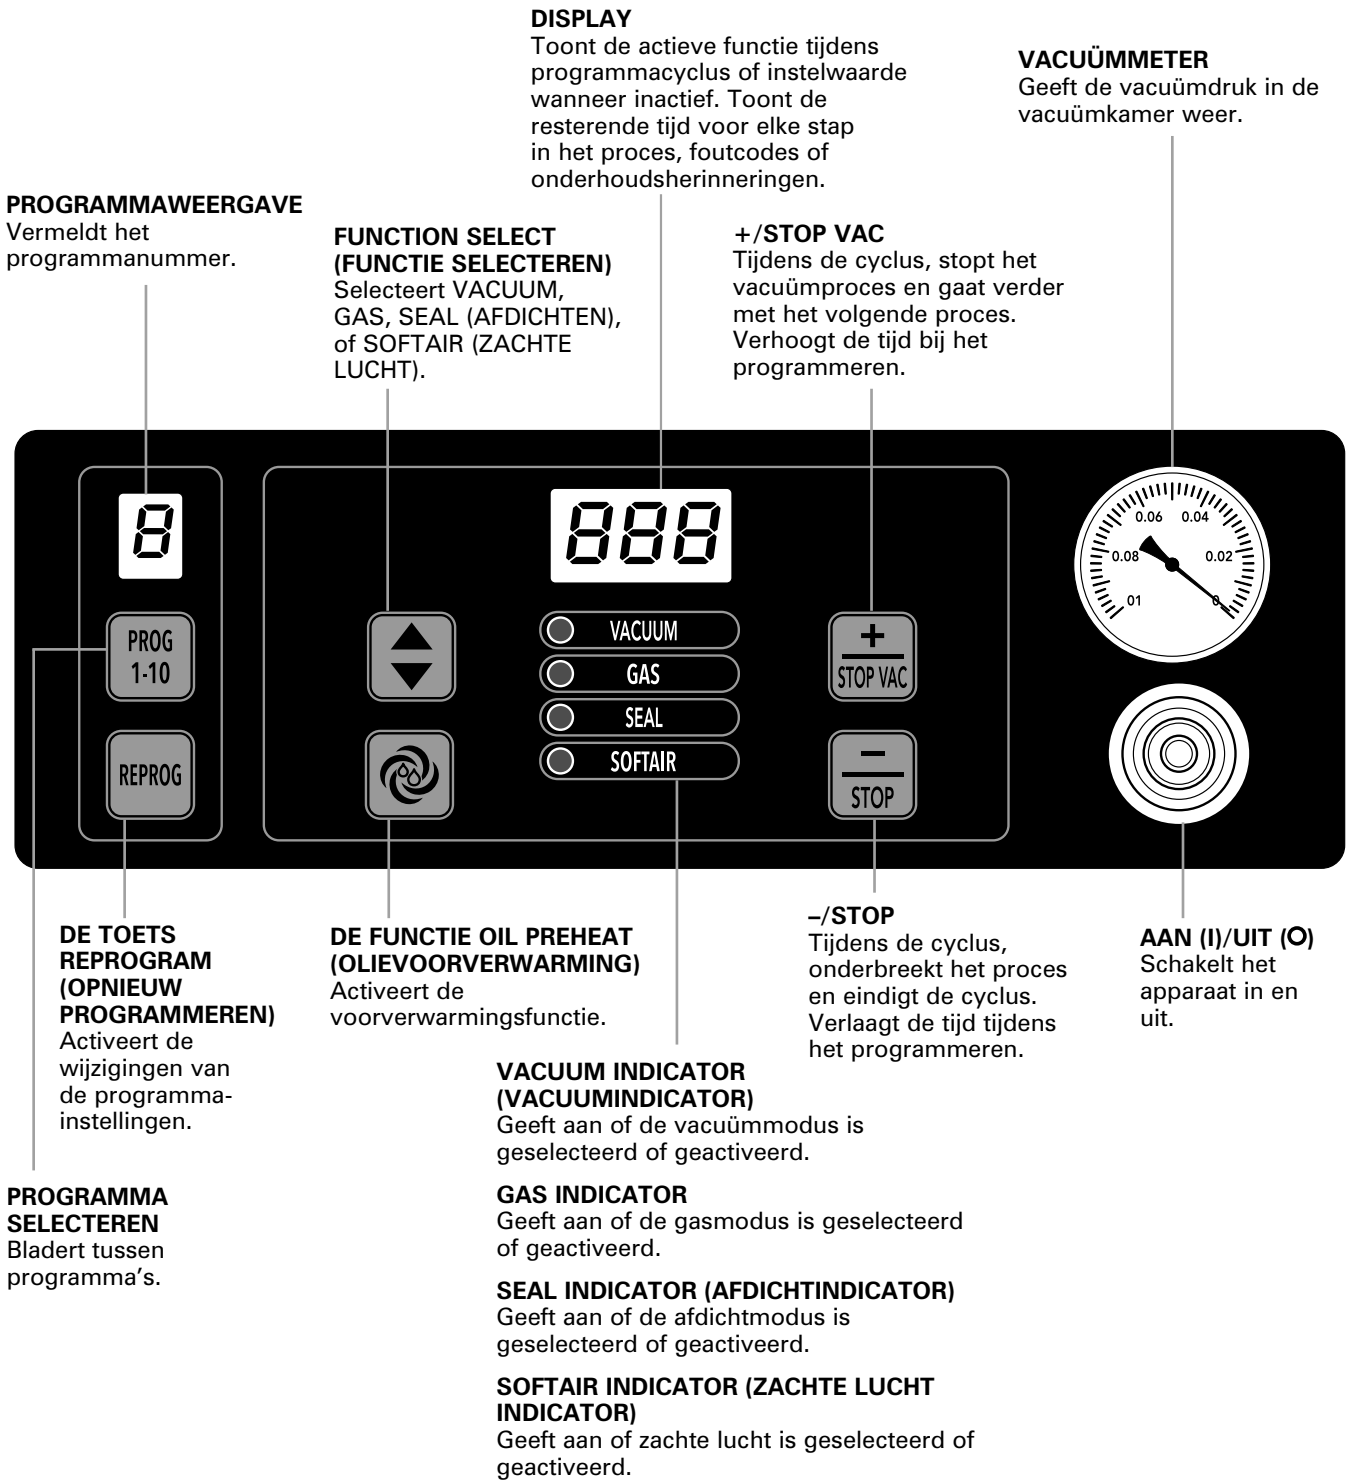 DISPLAY
Toont de actieve functie tijdens
programmacyclus of instelwaarde
wanneer inactief. Toont de
resterende tijd voor elke stap
in het proces, foutcodes of
onderhoudsherinneringen.
VACUÜMMETER
Geeft de vacuümdruk in de
vacuümkamer weer.
PROGRAMMAWEERGAVE
Vermeldt het
programmanummer.
FUNCTION SELECT
(FUNCTIE SELECTEREN)
Selecteert VACUUM,
GAS, SEAL (AFDICHTEN),
of SOFTAIR (ZACHTE
LUCHT).
+/STOP VAC
Tijdens de cyclus, stopt het
vacuümproces en gaat verder
met het volgende proces.
Verhoogt de tijd bij het
programmeren.
8
888
0.06 0.04
0.08 0.02
01 0
PROG
1-10
REPROG
VACUUM
GAS
SEAL
SOFTAIR
+
STOP VAC
−
STOP
DE TOETS
REPROGRAM
(OPNIEUW
PROGRAMMEREN)
Activeert de
wijzigingen van
de programma-
instellingen.
DE FUNCTIE OIL PREHEAT
(OLIEVOORVERWARMING)
Activeert de
voorverwarmingsfunctie.
–/STOP
Tijdens de cyclus,
onderbreekt het proces
en eindigt de cyclus.
Verlaagt de tijd tijdens
het programmeren.
AAN (I)/UIT (O)
Schakelt het
apparaat in en
uit.
VACUUM INDICATOR
(VACUUMINDICATOR)
Geeft aan of de vacuümmodus is
geselecteerd of geactiveerd.
GAS INDICATOR
Geeft aan of de gasmodus is geselecteerd
of geactiveerd.
SEAL INDICATOR (AFDICHTINDICATOR)
Geeft aan of de afdichtmodus is
geselecteerd of geactiveerd.
SOFTAIR INDICATOR (ZACHTE LUCHT
INDICATOR)
Geeft aan of zachte lucht is geselecteerd of
geactiveerd.
PROGRAMMA
SELECTEREN
Bladert tussen
programma's.